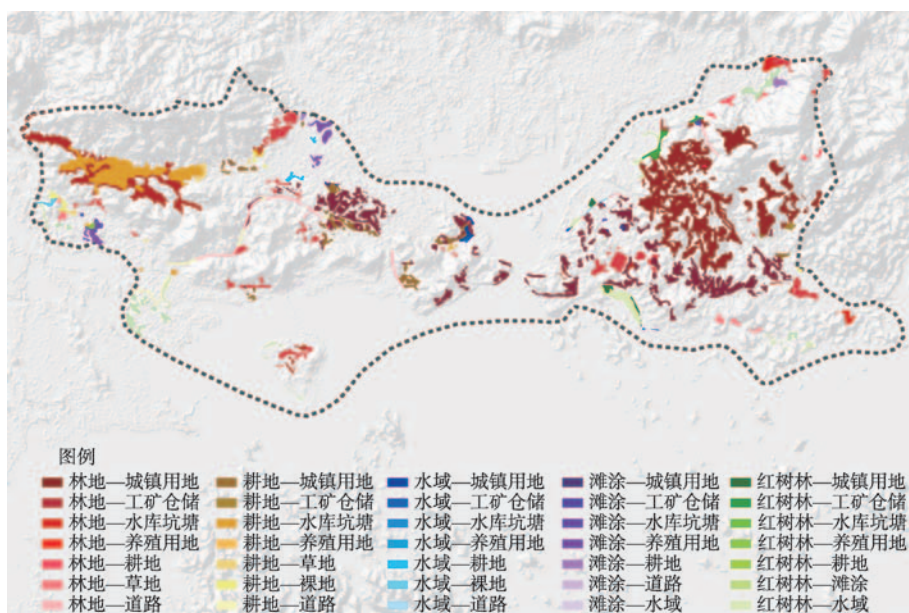 图例
林地—城镇用地 耕地—城镇用地 水域—城镇用地 滩涂—城镇用地 红树林—城镇用地
林地—工矿仓储 耕地—工矿仓储 水域—工矿仓储 滩涂—工矿仓储 红树林—工矿仓储
林地—水库坑塘 耕地—水库坑塘 水域—水库坑塘 滩涂—水库坑塘 红树林—水库坑塘
林地—养殖用地 耕地—养殖用地 水域—养殖用地 滩涂—养殖用地 红树林—养殖用地
林地—耕地 耕地—草地 水域—耕地 滩涂—耕地 红树林—耕地
林地—草地 耕地—裸地 水域—裸地 滩涂—道路 红树林—滩涂
林地—道路 耕地—道路 水域—道路 滩涂—水域 红树林—水域